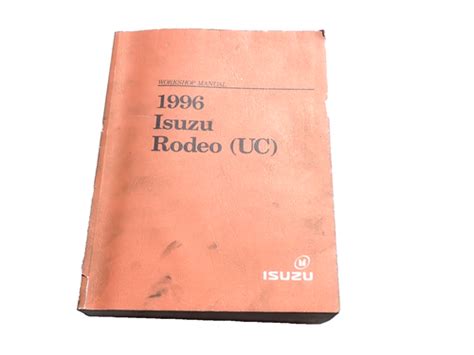 WORKSHOP MANUAL
1996
Isuzu
Rodeo (UC)
ISUZU